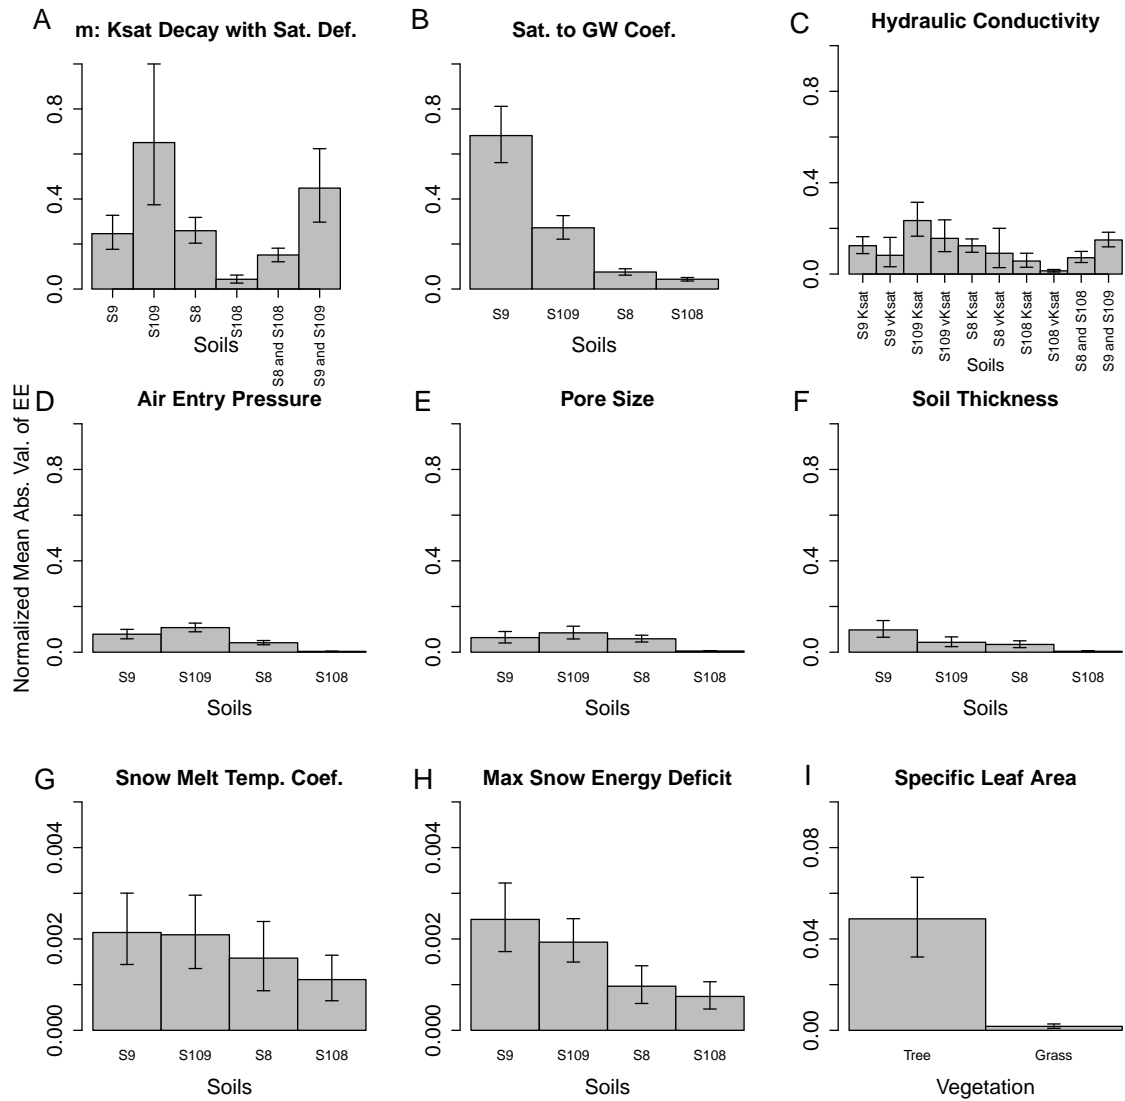 A
m: Ksat Decay with Sat. Def.
0.0
0.4
0.8
S9
S109
S8
S108
S8 and S108
S9 and S109
Soils
B
Sat. to GW Coef.
0.0
0.4
0.8
S9
S109
S8
S108
Soils
C
Hydraulic Conductivity
0.0
0.4
0.8
S9 Ksat
S9 vKsat
S109 Ksat
S109 vKsat
S8 Ksat
S8 vKsat
S108 Ksat
S108 vKsat
S8 and S108
S9 and S109
Soils
Normalized Mean Abs. Val. of EE
D
Air Entry Pressure
0.0
0.4
0.8
S9
S109
S8
S108
Soils
E
Pore Size
0.0
0.4
0.8
S9
S109
S8
S108
Soils
F
Soil Thickness
0.0
0.4
0.8
S9
S109
S8
S108
Soils
G
Snow Melt Temp. Coef.
0.000
0.002
0.004
S9
S109
S8
S108
Soils
H
Max Snow Energy Deficit
0.000
0.002
0.004
S9
S109
S8
S108
Soils
I
Specific Leaf Area
0.00
0.04
0.08
Tree
Grass
Vegetation